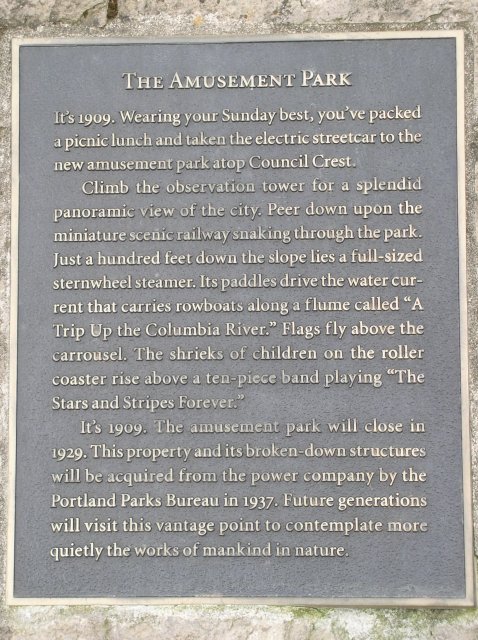 The Amusement Park
It's 1909. Wearing your Sunday best, you've packed
a picnic lunch and taken the electric streetcar to the
new amusement park atop Council Crest.
Climb the observation tower for a splendid
panoramic view of the city. Peer down upon the
miniature scenic railway snaking through the park.
Just a hundred feet down the slope lies a full-sized
sternwheel steamer. Its paddles drive the water cur-
rent that carries rowboats along a flume called "A
Trip Up the Columbia River." Flags fly above the
carrousel. The shrieks of children on the roller
coaster rise above a ten-piece band playing "The
Stars and Stripes Forever."
It's 1909. The amusement park will close in
1929. This property and its broken-down structures
will be acquired from the power company by the
Portland Parks Bureau in 1937. Future generations
will visit this vantage point to contemplate more
quietly the works of mankind in nature.